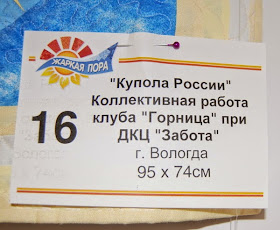 ЖАРКАЯ ПОРА
16
"Купола России"
Коллективная работа
клуба "Горница" при
ДКЦ "Забота"
г. Вологда
95 х 74см